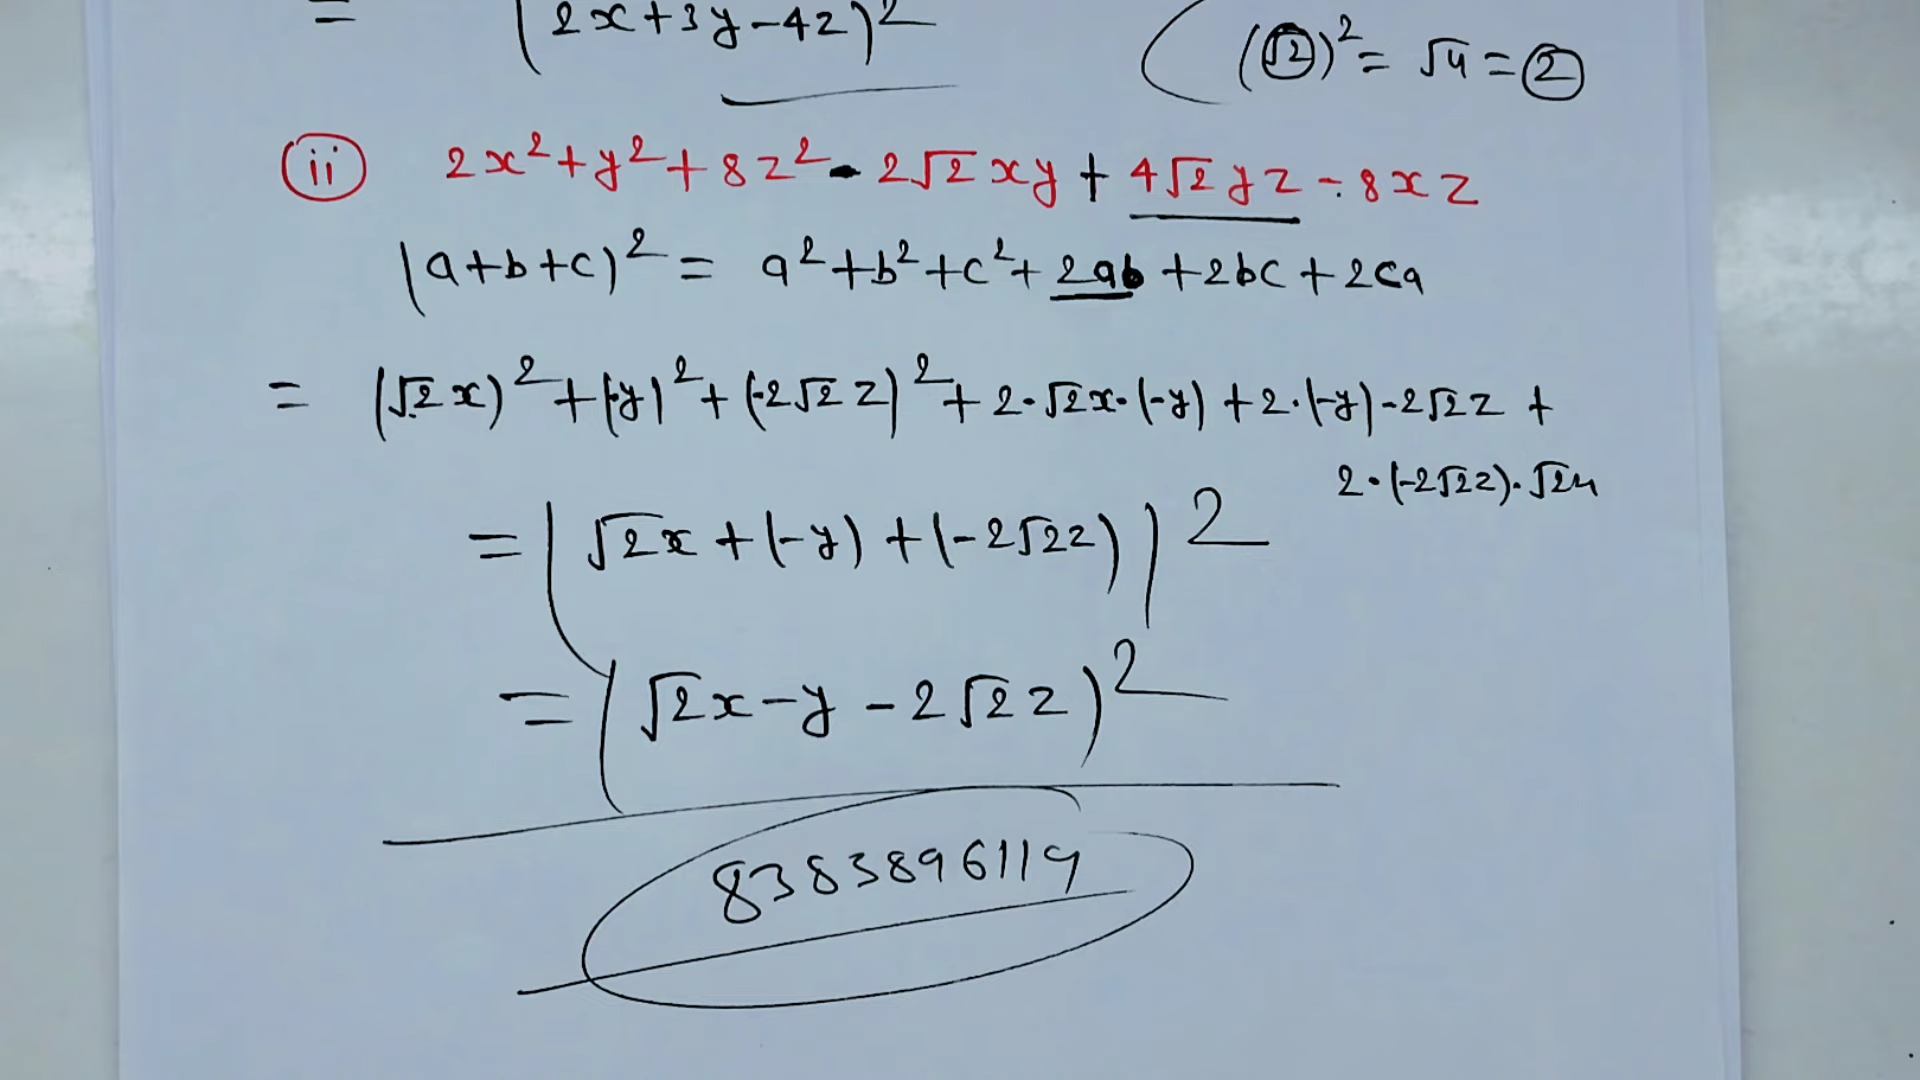 = (2x+3y-4z)²
(√2)² = √4 = 2
ii 2x²+y²+8z²-2√2xy+4√2yz-8xz
(a+b+c)² = a²+b²+c²+2ab+2bc+2ca
= (√2x)²+(-y)²+(-2√2z)²+2·√2x·(-y)+2·(-y)-2√2z+
2·(-2√2z)·√2x
= (√2x+(-y)+(-2√2z))²
= (√2x-y-2√2z)²
8383896119